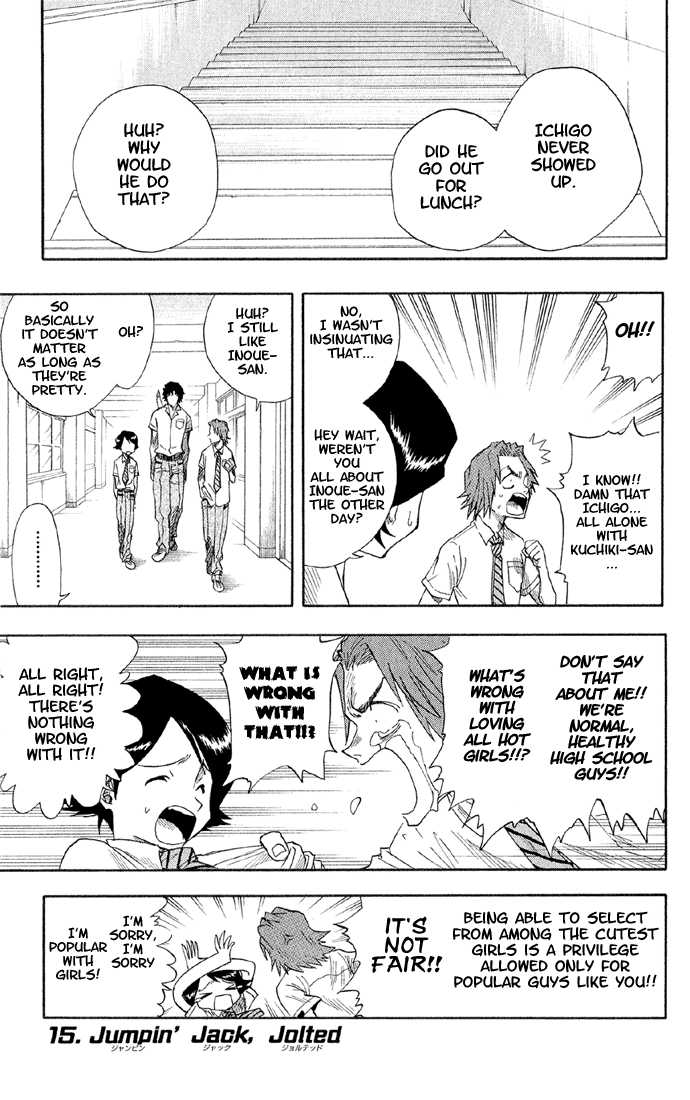 ICHIGO
NEVER
SHOWED
UP.
DID HE
GO OUT
FOR
LUNCH?
HUH?
WHY
WOULD
HE DO
THAT?
OH!!
I KNOW!!
DAMN THAT
ICHIGO...
ALL ALONE
WITH
KUCHIKI-SAN
...
NO,
I WASN'T
INSINUATING
THAT...
HEY WAIT,
WEREN'T
YOU
ALL ABOUT
INOUE-SAN
THE OTHER
DAY?
HUH?
I STILL
LIKE
INOUE-
SAN.
OH?
SO
BASICALLY
IT DOESN'T
MATTER
AS LONG AS
THEY'RE
PRETTY.
.........
DON'T SAY
THAT
ABOUT ME!!
WE'RE
NORMAL,
HEALTHY
HIGH SCHOOL
GUYS!!
WHAT'S
WRONG
WITH
LOVING
ALL HOT
GIRLS!!?
WHAT IS
WRONG
WITH
THAT!!?
ALL RIGHT,
ALL RIGHT!
THERE'S
NOTHING
WRONG
WITH IT!!
BEING ABLE TO SELECT
FROM AMONG THE CUTEST
GIRLS IS A PRIVILEGE
ALLOWED ONLY FOR
POPULAR GUYS LIKE YOU!!
IT'S
NOT
FAIR!!
I'M
SORRY,
I'M
SORRY
I'M
POPULAR
WITH
GIRLS!
15. Jumpin' Jack, Jolted
ジャンピン ジャック ジョルテッド